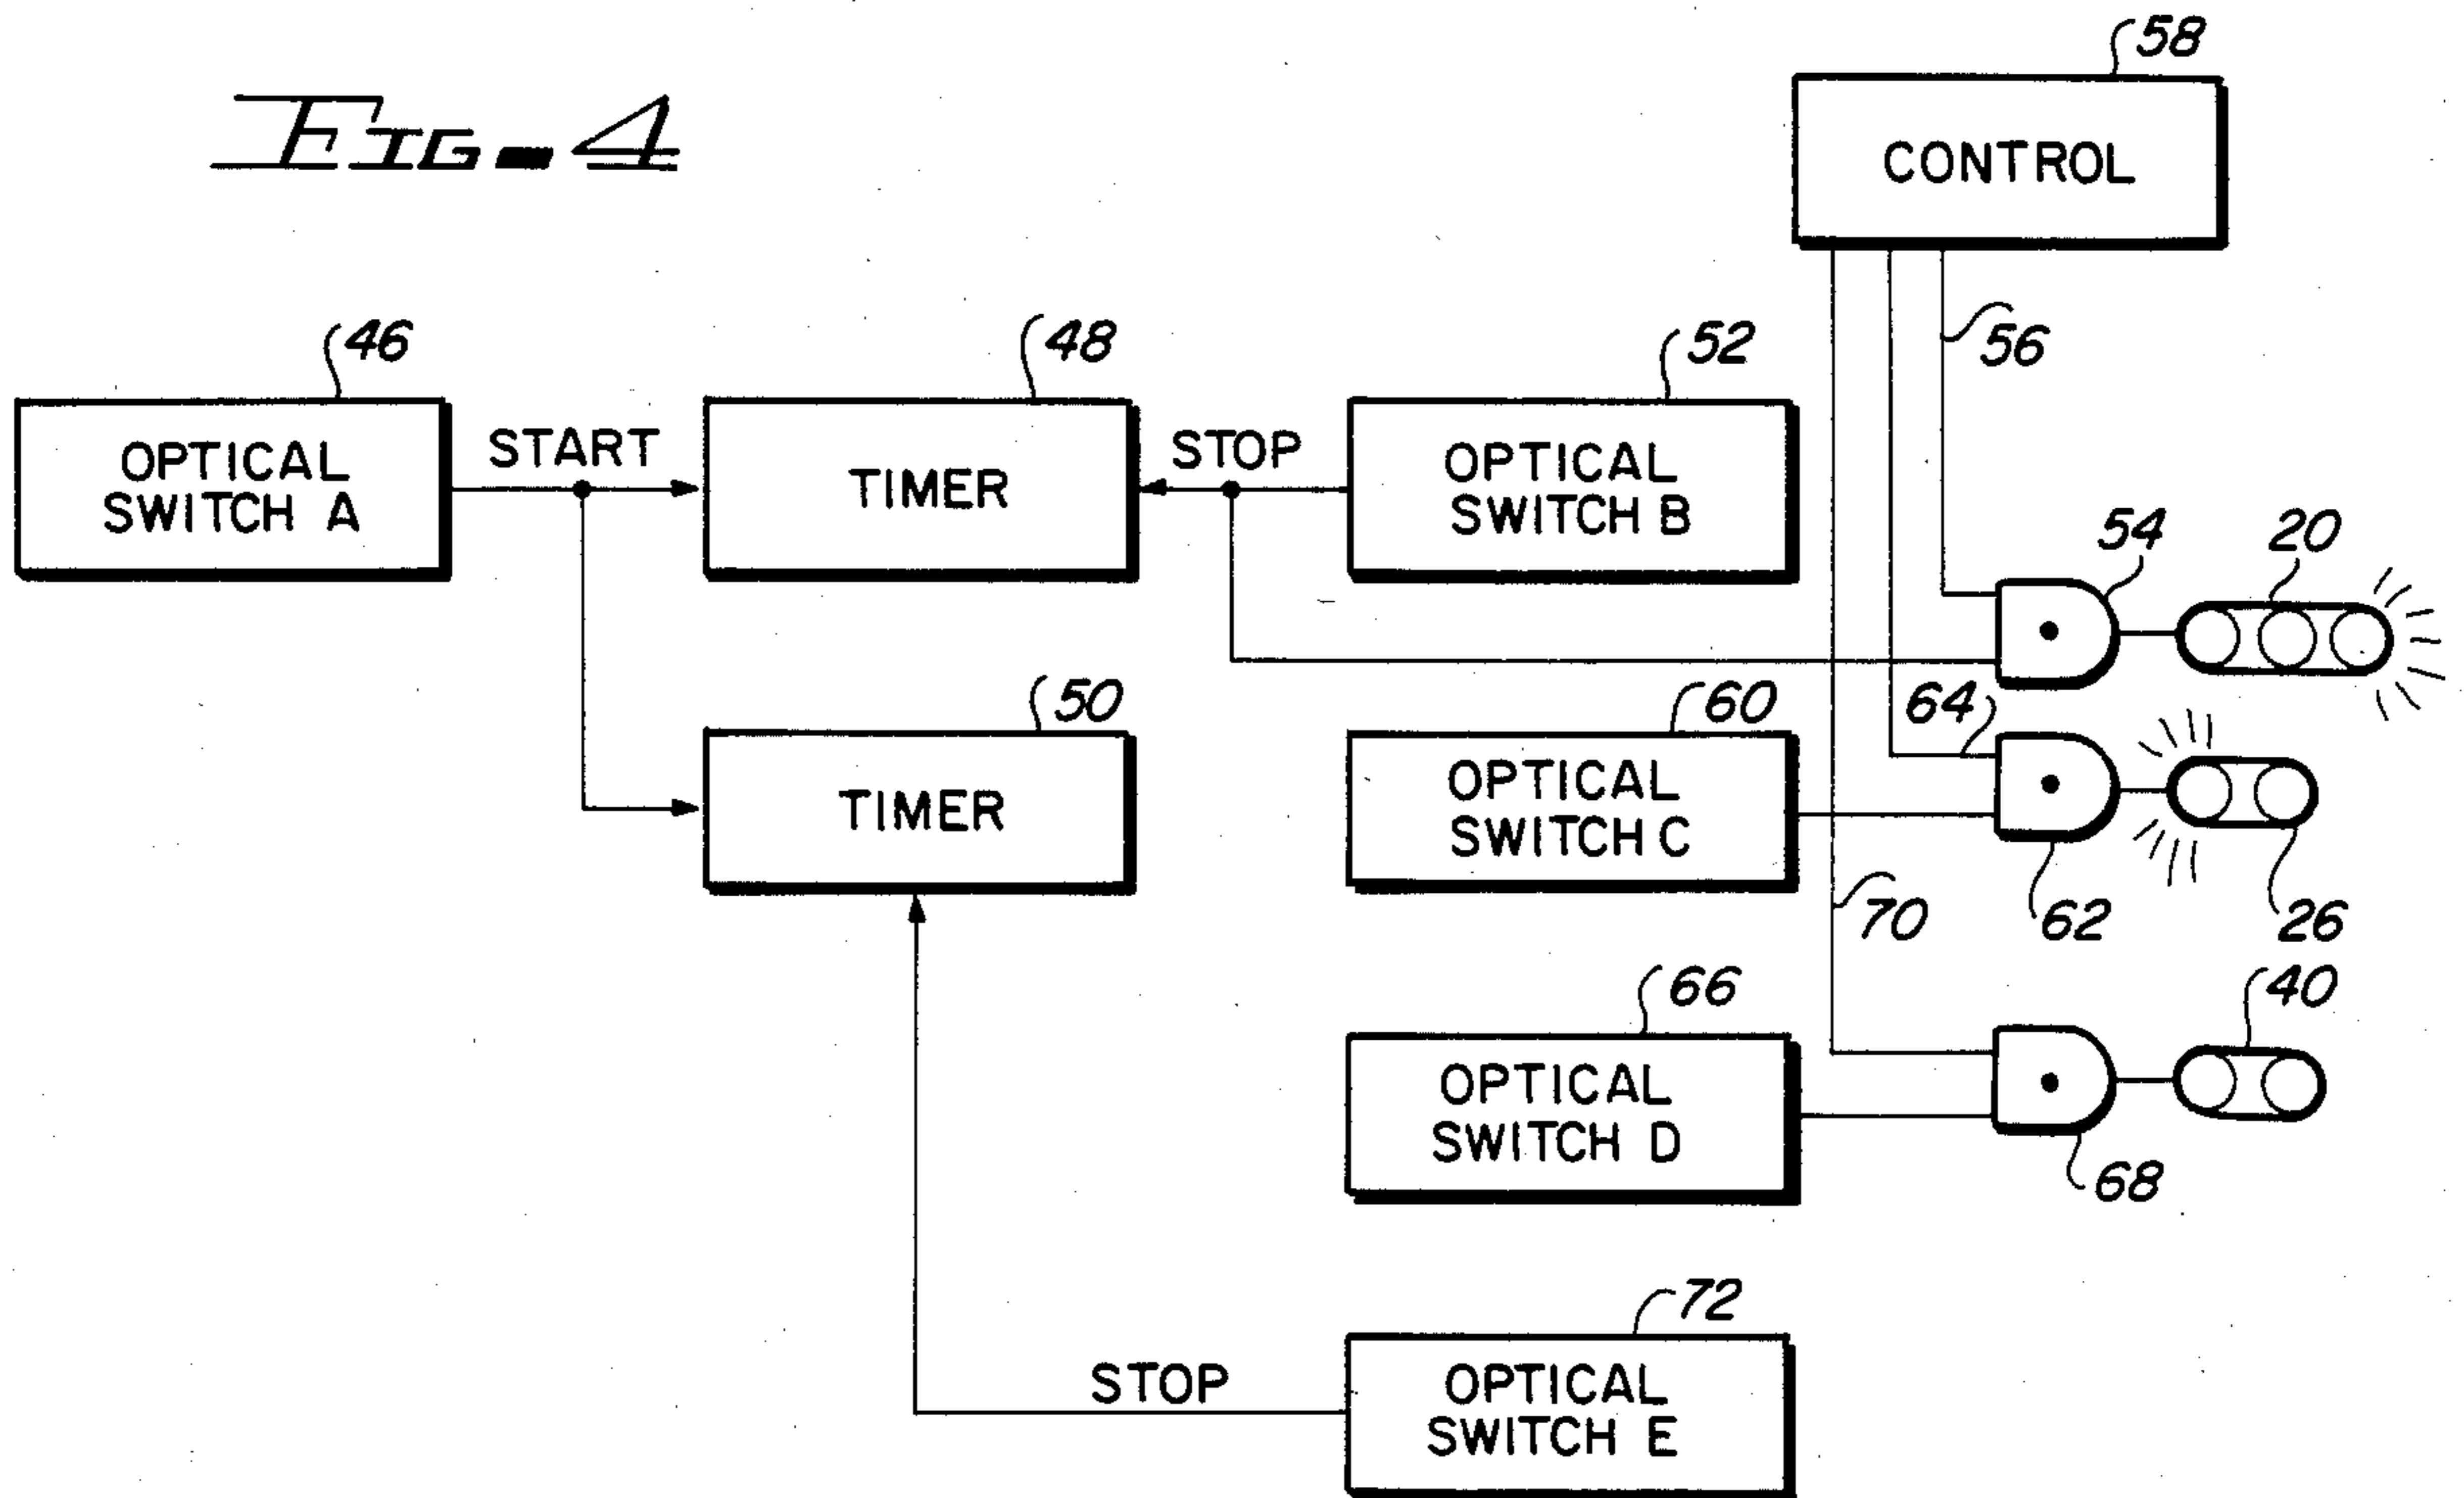 FIG-4
58
CONTROL
46
48
52
56
OPTICAL
SWITCH A
START
TIMER
STOP
OPTICAL
SWITCH B
54
20
50
60
64
TIMER
OPTICAL
SWITCH C
70
62
26
66
40
OPTICAL
SWITCH D
68
72
STOP
OPTICAL
SWITCH E